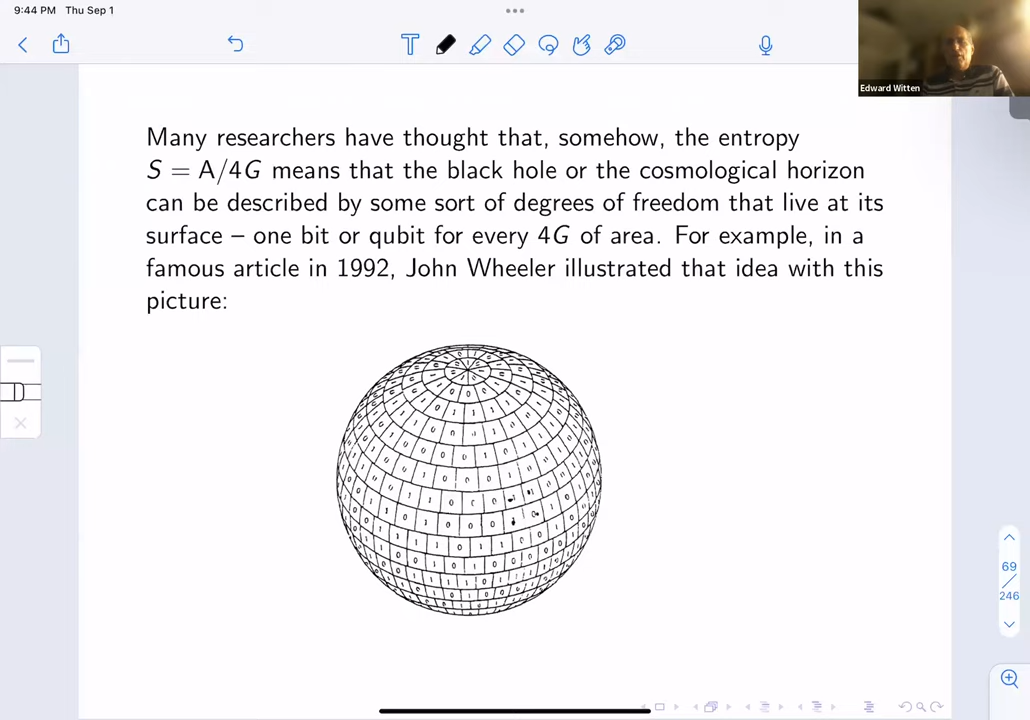 9:44 PM Thu Sep 1
Edward Witten
Many researchers have thought that, somehow, the entropy
S = A/4G means that the black hole or the cosmological horizon
can be described by some sort of degrees of freedom that live at its
surface – one bit or qubit for every 4G of area. For example, in a
famous article in 1992, John Wheeler illustrated that idea with this
picture:
69
/
246